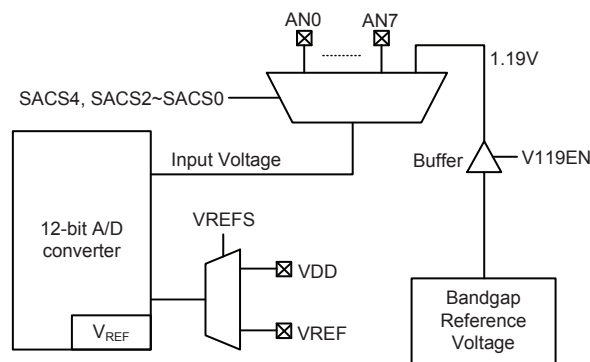 AN0
AN7
1.19V
SACS4, SACS2~SACS0
Input Voltage
Buffer
V119EN
12-bit A/D
converter
VREFS
VDD
VREF
VREF
Bandgap
Reference
Voltage